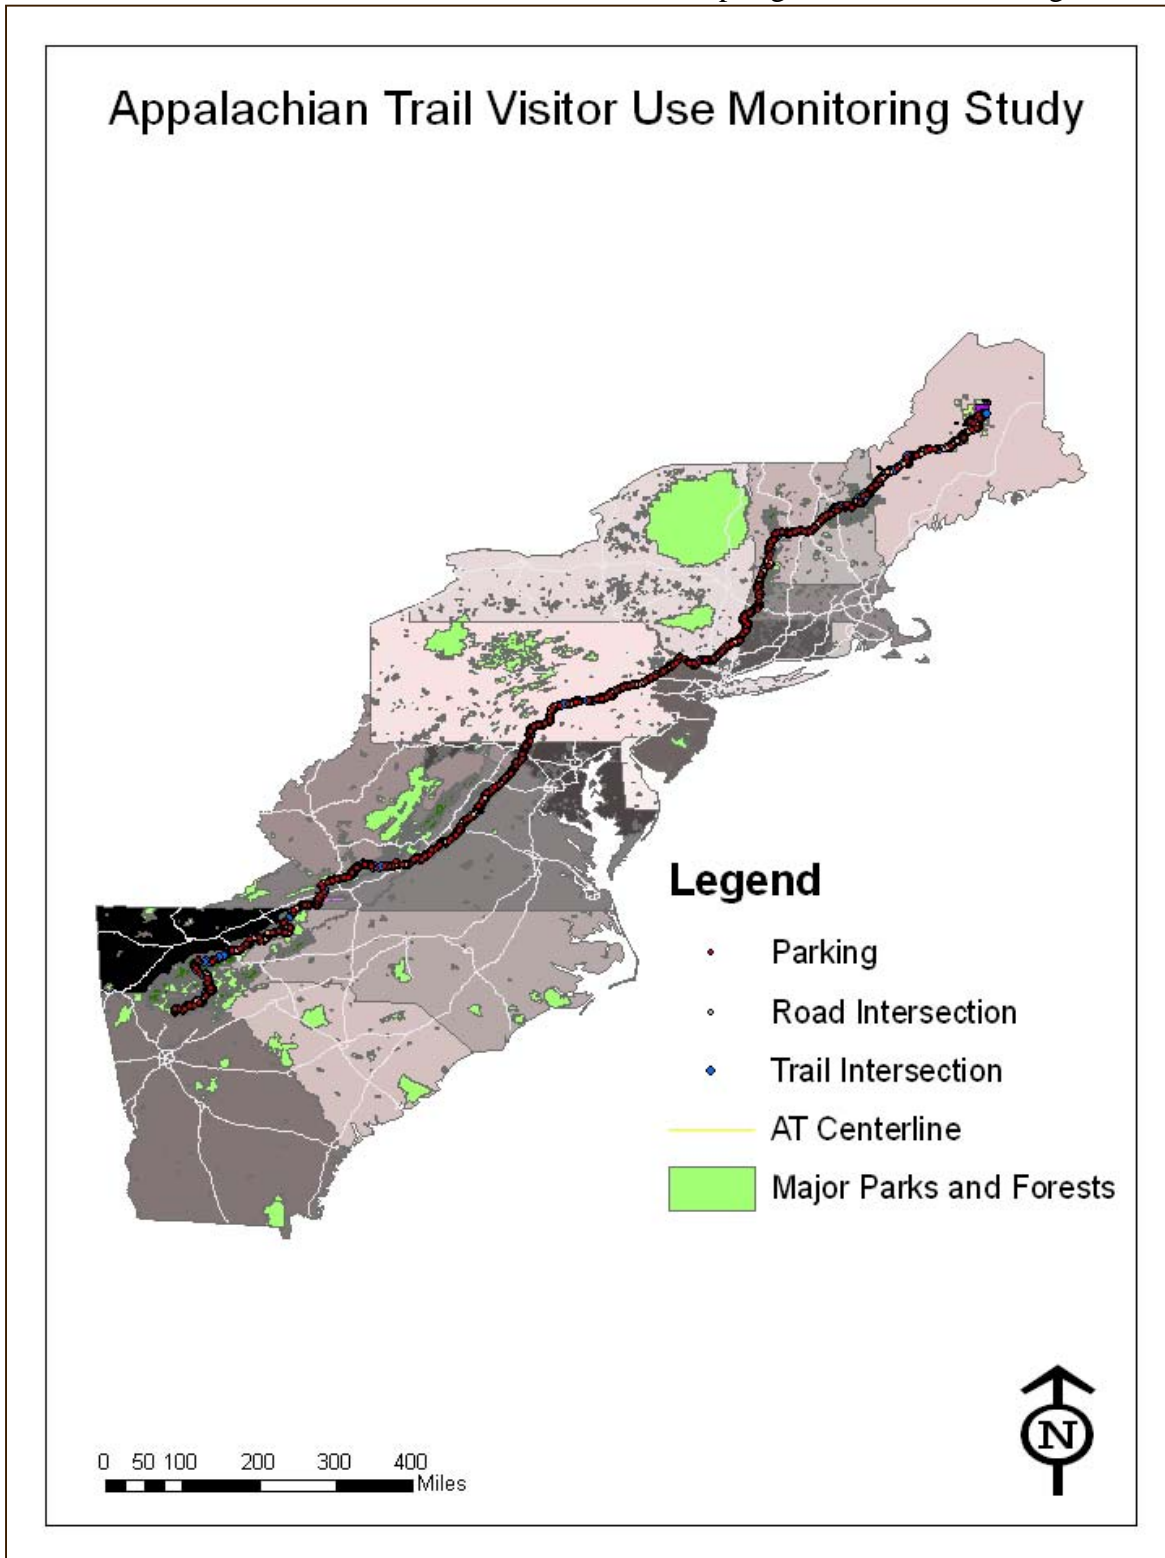 Appalachian Trail Visitor Use Monitoring Study
Legend
Parking
Road Intersection
Trail Intersection
AT Centerline
Major Parks and Forests
N
0 50 100 200 300 400
Miles